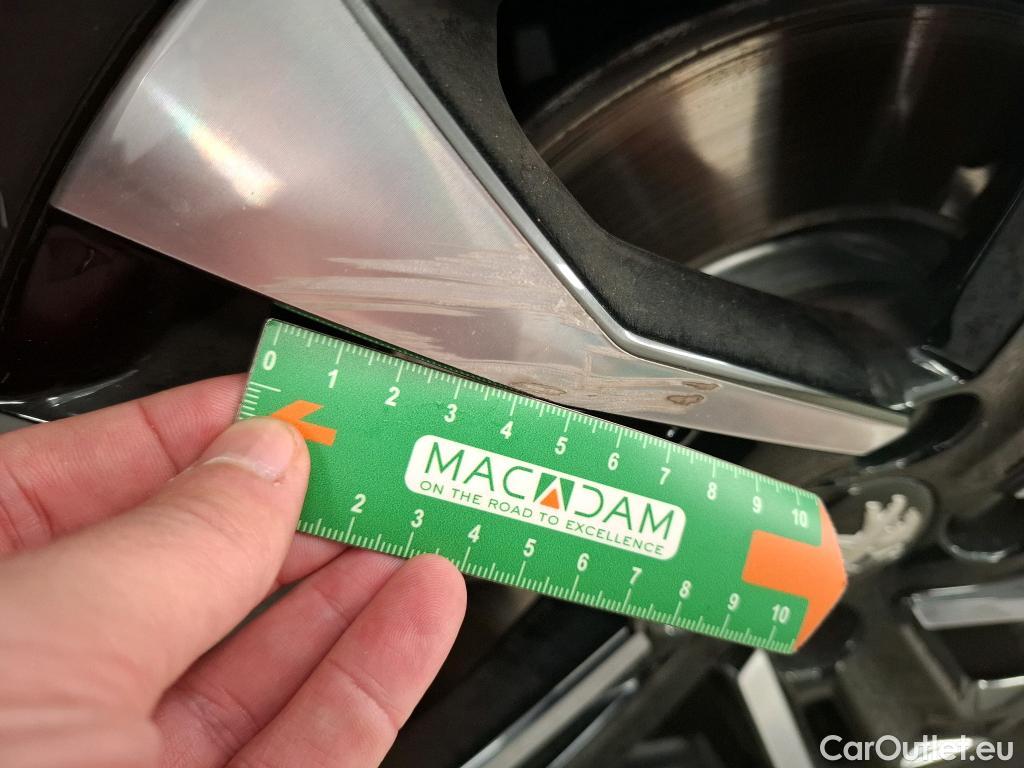 0 1 2 3 4 5 6 7 8 9 10
MACADAM
ON THE ROAD TO EXCELLENCE
2 3 4 5 6 7 8 9 10
CarOutlet.eu